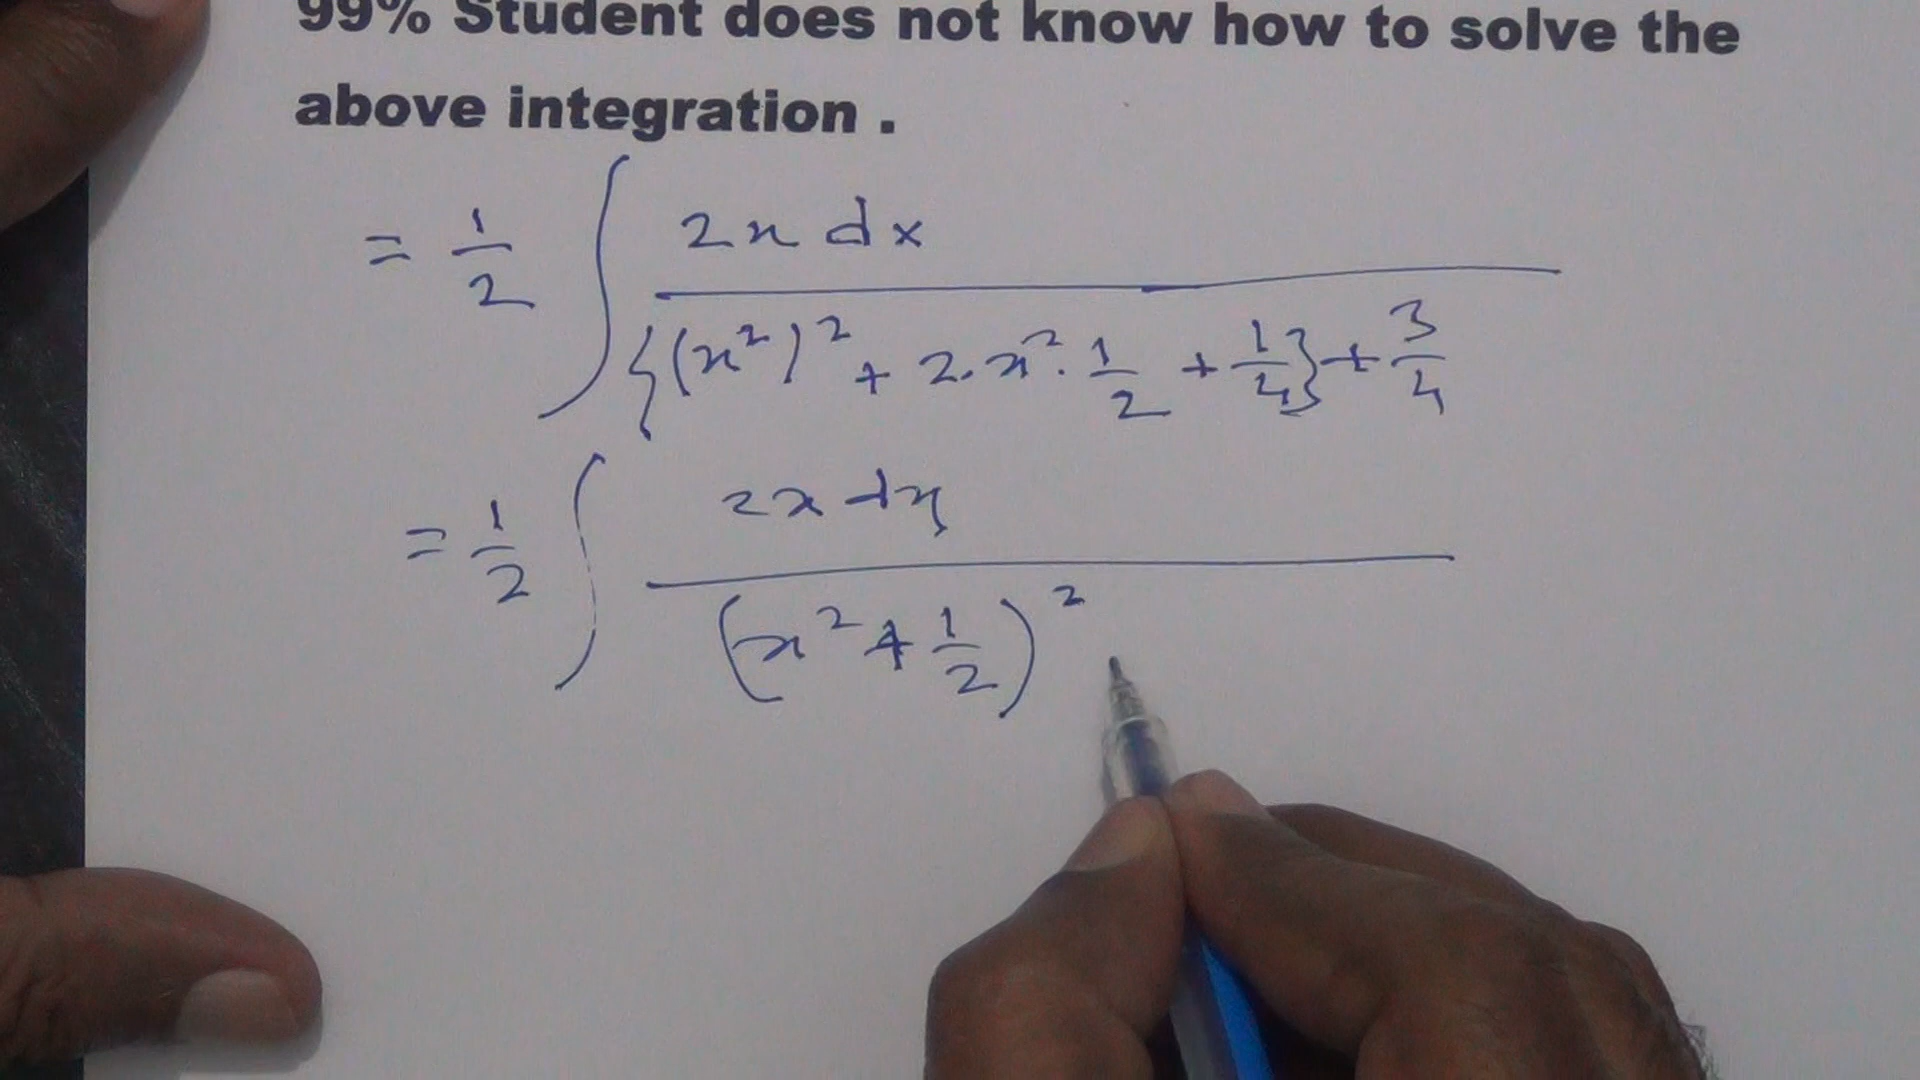 99% Student does not know how to solve the
above integration .
= 1/2 ∫ 2x dx / {(x²)² + 2.x².1/2 + 1/4} + 3/4
= 1/2 ∫ 2x dx / (x² + 1/2)²